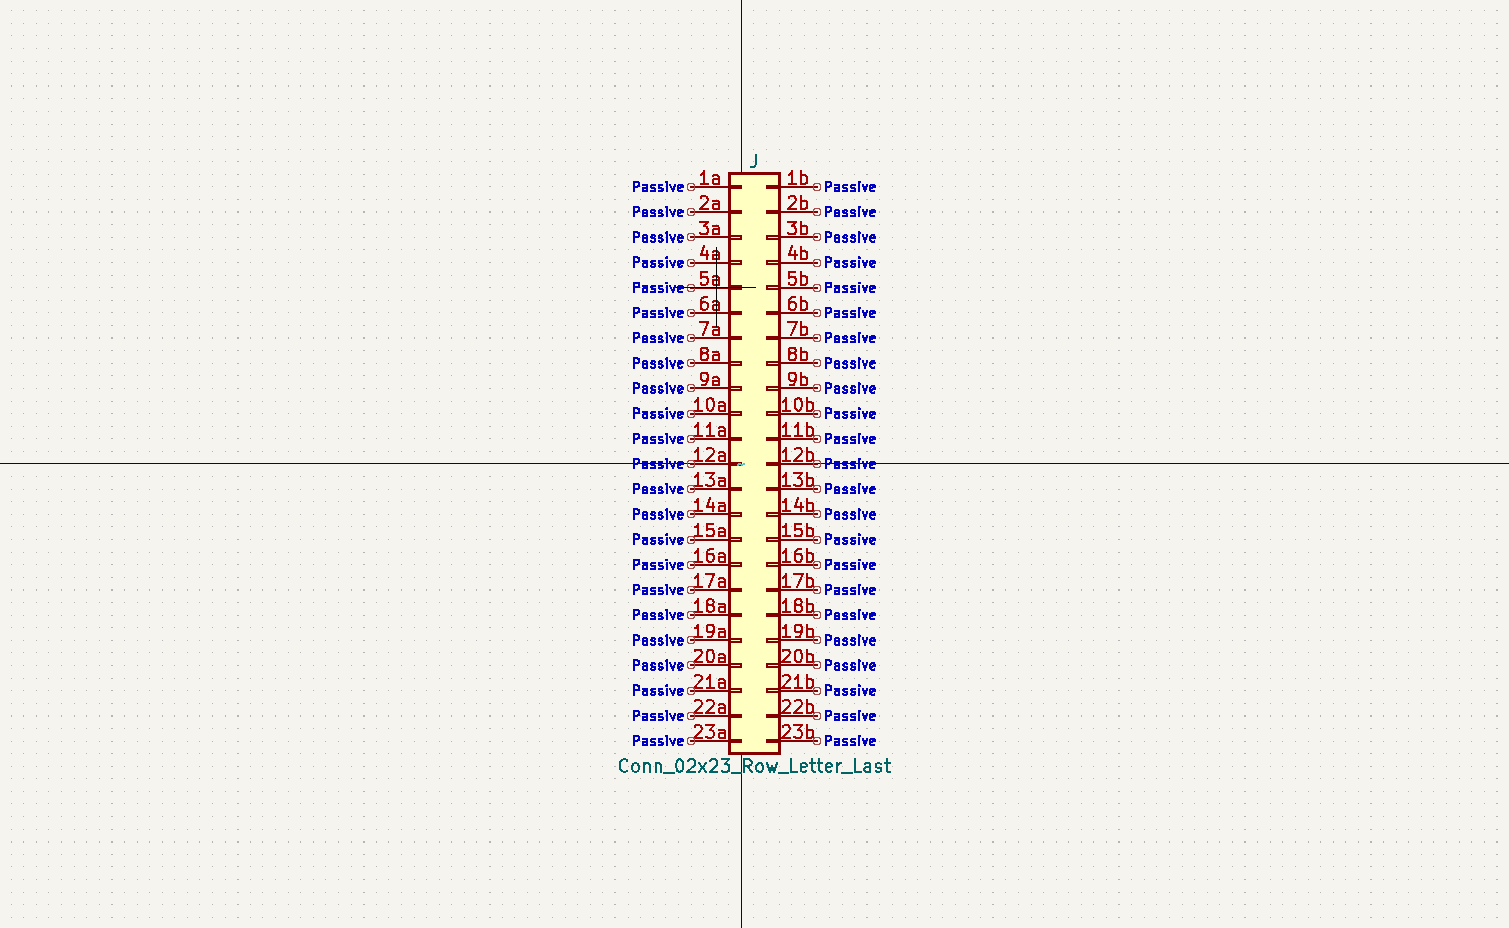 J
Passive 1a 1b Passive
Passive 2a 2b Passive
Passive 3a 3b Passive
Passive 4a 4b Passive
Passive 5a 5b Passive
Passive 6a 6b Passive
Passive 7a 7b Passive
Passive 8a 8b Passive
Passive 9a 9b Passive
Passive 10a 10b Passive
Passive 11a 11b Passive
Passive 12a 12b Passive
Passive 13a 13b Passive
Passive 14a 14b Passive
Passive 15a 15b Passive
Passive 16a 16b Passive
Passive 17a 17b Passive
Passive 18a 18b Passive
Passive 19a 19b Passive
Passive 20a 20b Passive
Passive 21a 21b Passive
Passive 22a 22b Passive
Passive 23a 23b Passive
Conn_02x23_Row_Letter_Last